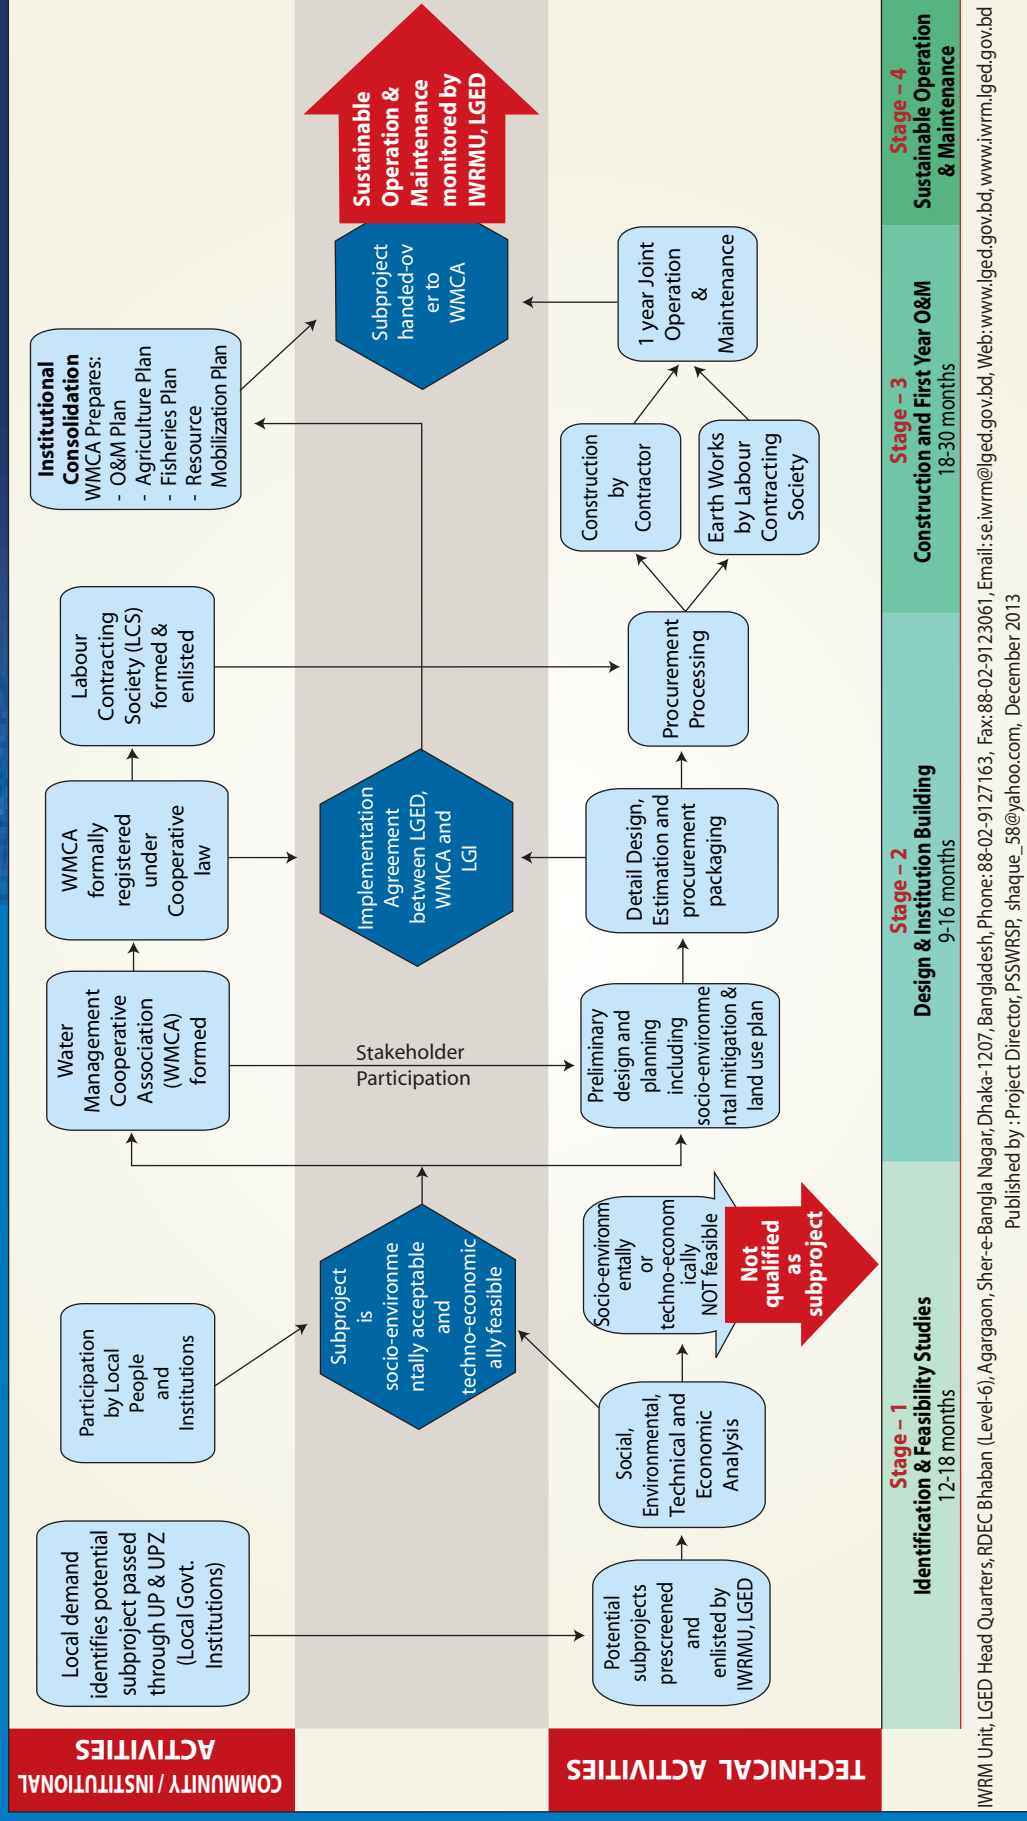 COMMUNITY / INSTITUTIONAL
ACTIVITIES
Local demand
identifies potential
subproject passed
through UP & UPZ
(Local Govt.
Institutions)
Participation
by Local
People
and
Institutions
Water
Management
Cooperative
Association
(WMCA)
formed
WMCA
formally
registered
under
Cooperative
law
Labour
Contracting
Society (LCS)
formed &
enlisted
Institutional
Consolidation
WMCA Prepares:
- O&M Plan
- Agriculture Plan
- Fisheries Plan
- Resource
Mobilization Plan
Subproject
is
socio-environme
ntally acceptable
and
techno-economic
ally feasible
Stakeholder
Participation
Implementation
Agreement
between LGED,
WMCA and
LGI
Subproject
handed-ov
er to
WMCA
Sustainable
Operation &
Maintenance
monitored by
IWRMU, LGED
TECHNICAL ACTIVITIES
Potential
subprojects
prescreened
and
enlisted by
IWRMU, LGED
Social,
Environmental,
Technical and
Economic
Analysis
Socio-environm
entally
or
techno-econom
ically
NOT feasible
Not
qualified
as
subproject
Preliminary
design and
planning
including
socio-environme
ntal mitigation &
land use plan
Detail Design,
Estimation and
procurement
packaging
Procurement
Processing
Construction
by
Contractor
Earth Works
by Labour
Contracting
Society
1 year Joint
Operation
&
Maintenance
Stage – 1
Identification & Feasibility Studies
12-18 months
Stage – 2
Design & Institution Building
9-16 months
Stage – 3
Construction and First Year O&M
18-30 months
Stage – 4
Sustainable Operation
& Maintenance
IWRM Unit, LGED Head Quarters, RDEC Bhaban (Level-6), Agargaon, Sher-e-Bangla Nagar, Dhaka-1207, Bangladesh, Phone: 88-02-9127163, Fax: 88-02-9123061, Email: se.iwrm@lged.gov.bd, Web: www.lged.gov.bd, www.iwrm.lged.gov.bd
Published by : Project Director, PSSWRSP, shaque_58@yahoo.com, December 2013